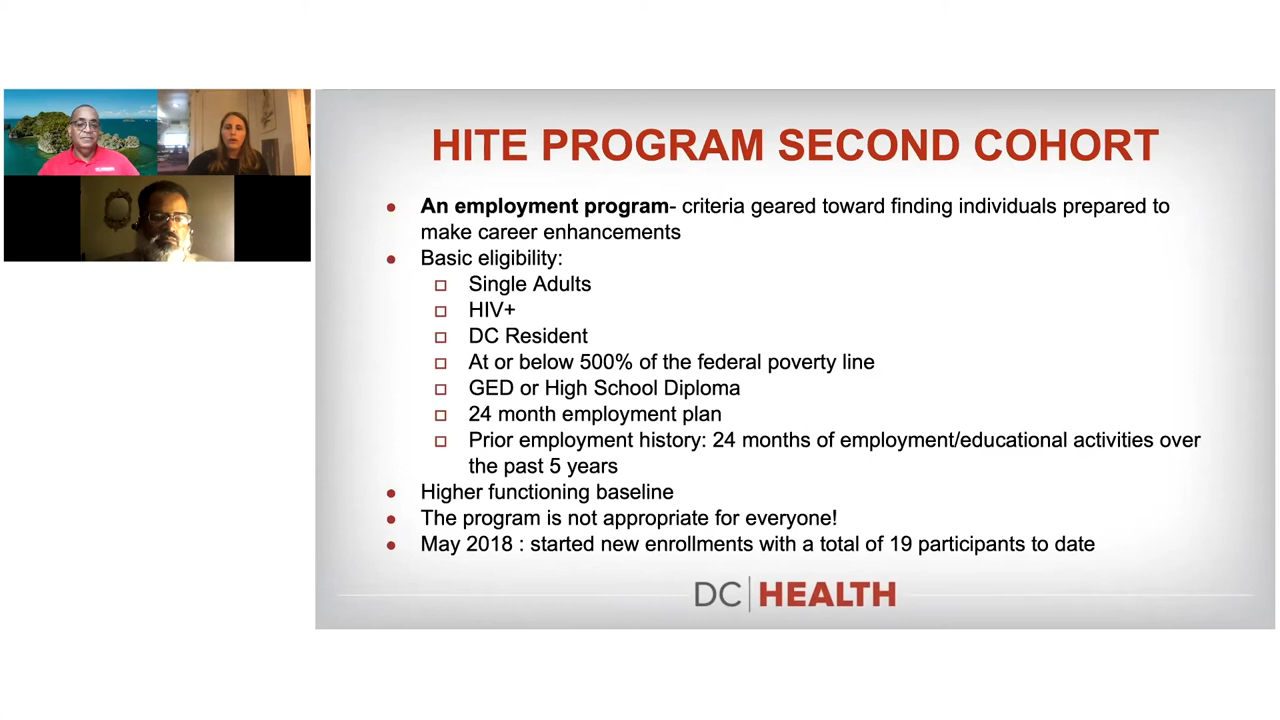 HITE PROGRAM SECOND COHORT
An employment program- criteria geared toward finding individuals prepared to
make career enhancements
Basic eligibility:
Single Adults
HIV+
DC Resident
At or below 500% of the federal poverty line
GED or High School Diploma
24 month employment plan
Prior employment history: 24 months of employment/educational activities over
the past 5 years
Higher functioning baseline
The program is not appropriate for everyone!
May 2018 : started new enrollments with a total of 19 participants to date
DC HEALTH